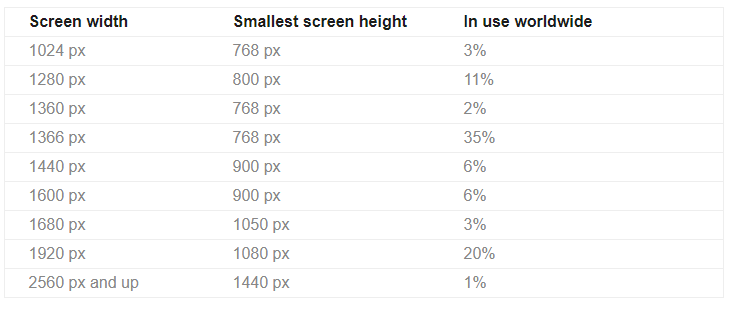 Screen width Smallest screen height In use worldwide
1024 px 768 px 3%
1280 px 800 px 11%
1360 px 768 px 2%
1366 px 768 px 35%
1440 px 900 px 6%
1600 px 900 px 6%
1680 px 1050 px 3%
1920 px 1080 px 20%
2560 px and up 1440 px 1%